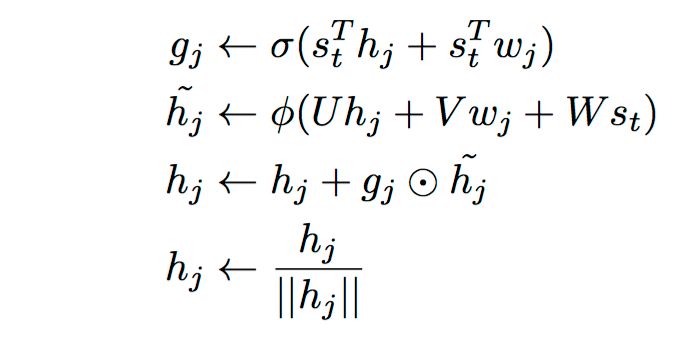 g_j ← σ(s_t^T h_j + s_t^T w_j)
h̃_j ← ϕ(U h_j + V w_j + W s_t)
h_j ← h_j + g_j ⊙ h̃_j
h_j ← h_j / ||h_j||